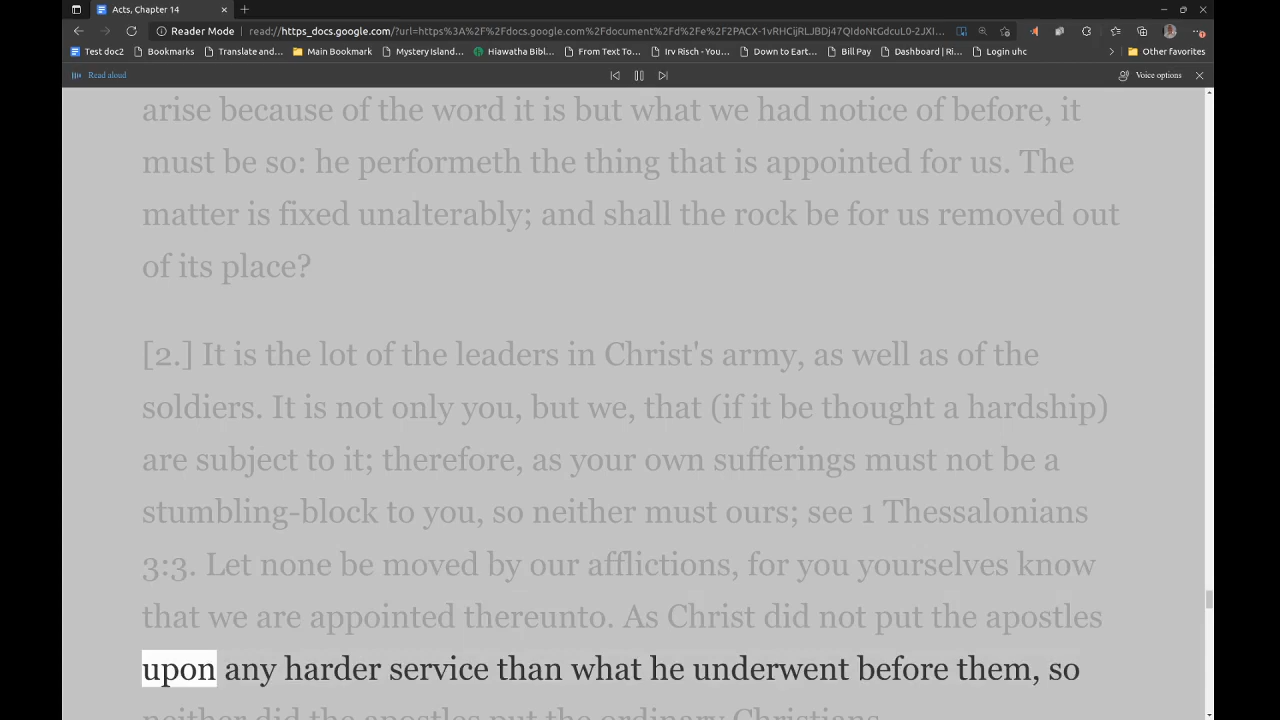 Acts, Chapter 14
Reader Mode read://https_docs.google.com/?url=https%3A%2F%2Fdocs.google.com%2Fdocument%2Fd%2Fe%2F2PACX-1vRHCijRLJBDj47QIdoNtGdcuL0-2JXI...
Test doc2 Bookmarks Translate and... Main Bookmark Mystery Island... Hiawatha Bibl... From Text To... Irv Risch - You... Down to Eart... Bill Pay Dashboard | Ri... Login uhc Other favorites
Read aloud Voice options
arise because of the word it is but what we had notice of before, it
must be so: he performeth the thing that is appointed for us. The
matter is fixed unalterably; and shall the rock be for us removed out
of its place?
[2.] It is the lot of the leaders in Christ's army, as well as of the
soldiers. It is not only you, but we, that (if it be thought a hardship)
are subject to it; therefore, as your own sufferings must not be a
stumbling-block to you, so neither must ours; see 1 Thessalonians
3:3. Let none be moved by our afflictions, for you yourselves know
that we are appointed thereunto. As Christ did not put the apostles
upon any harder service than what he underwent before them, so
neither did the apostles put the ordinary Christians.